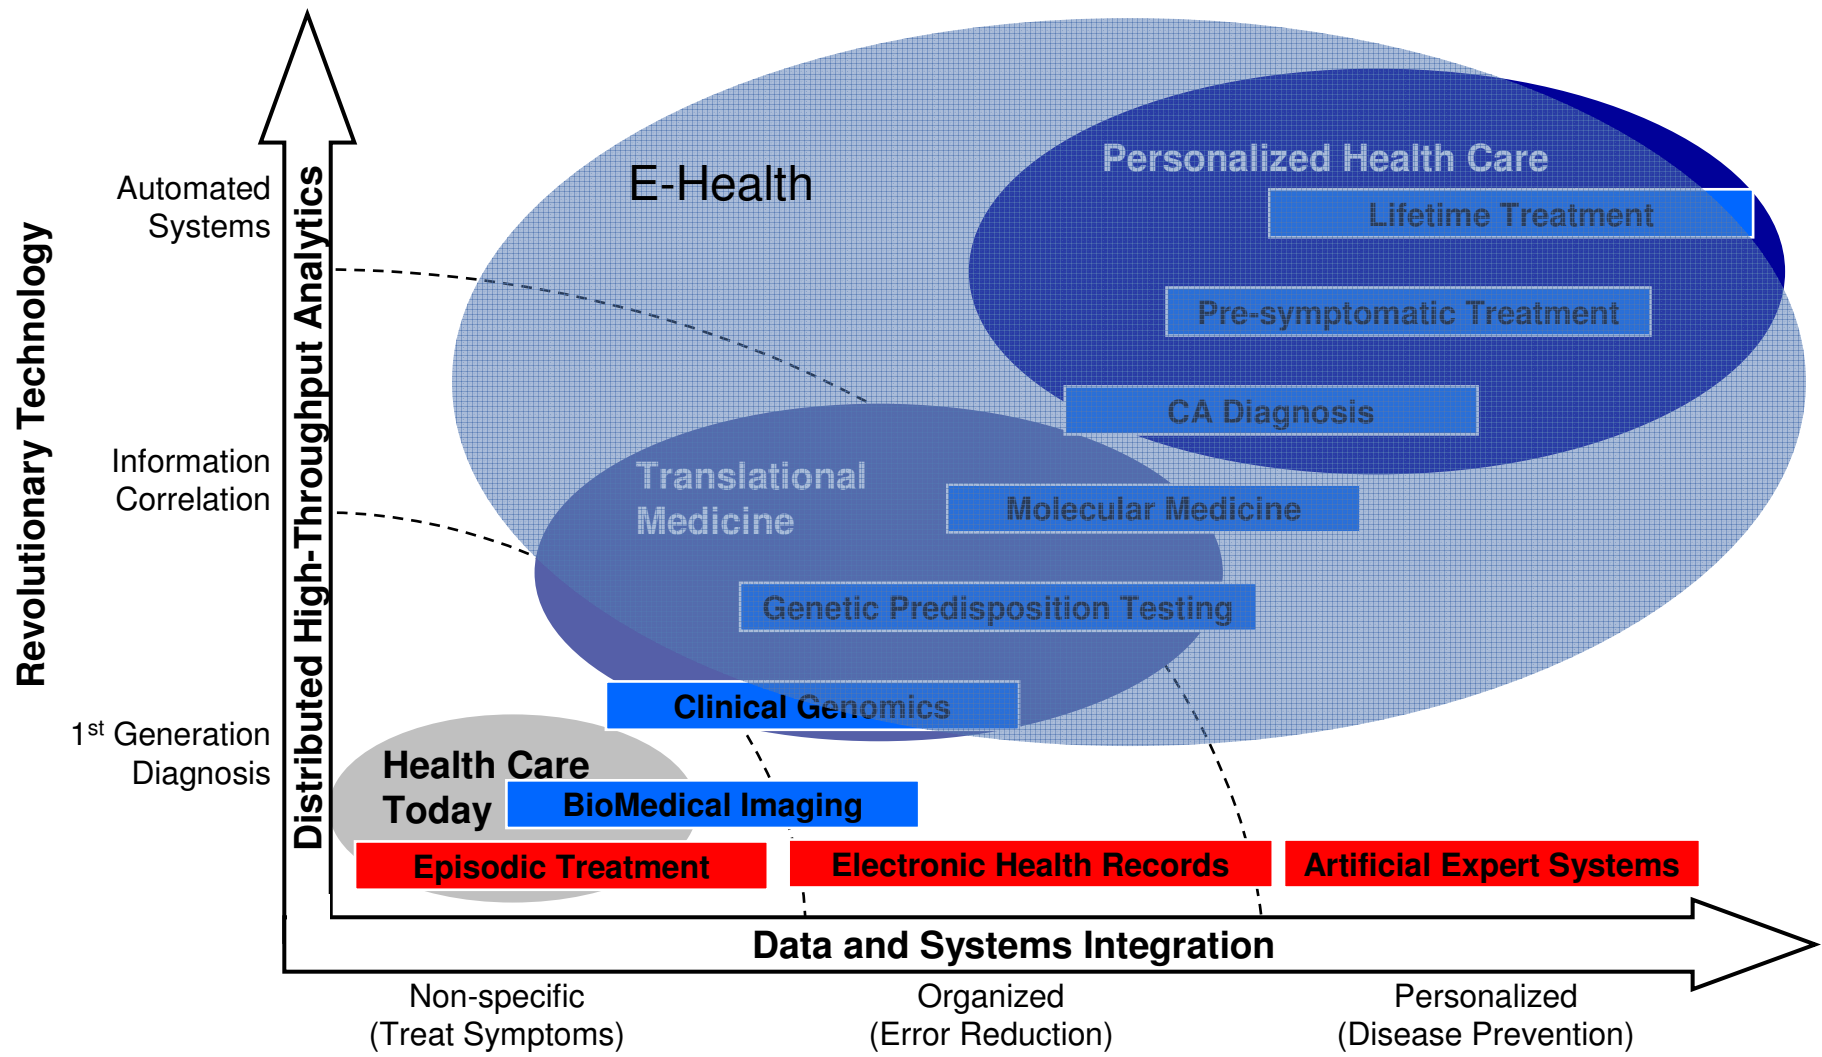 Revolutionary Technology
Distributed High-Throughput Analytics
Automated
Systems
Information
Correlation
1st Generation
Diagnosis
E-Health
Personalized Health Care
Lifetime Treatment
Pre-symptomatic Treatment
CA Diagnosis
Translational
Medicine
Molecular Medicine
Genetic Predisposition Testing
Clinical Genomics
Health Care
Today
BioMedical Imaging
Episodic Treatment
Electronic Health Records
Artificial Expert Systems
Data and Systems Integration
Non-specific
(Treat Symptoms)
Organized
(Error Reduction)
Personalized
(Disease Prevention)